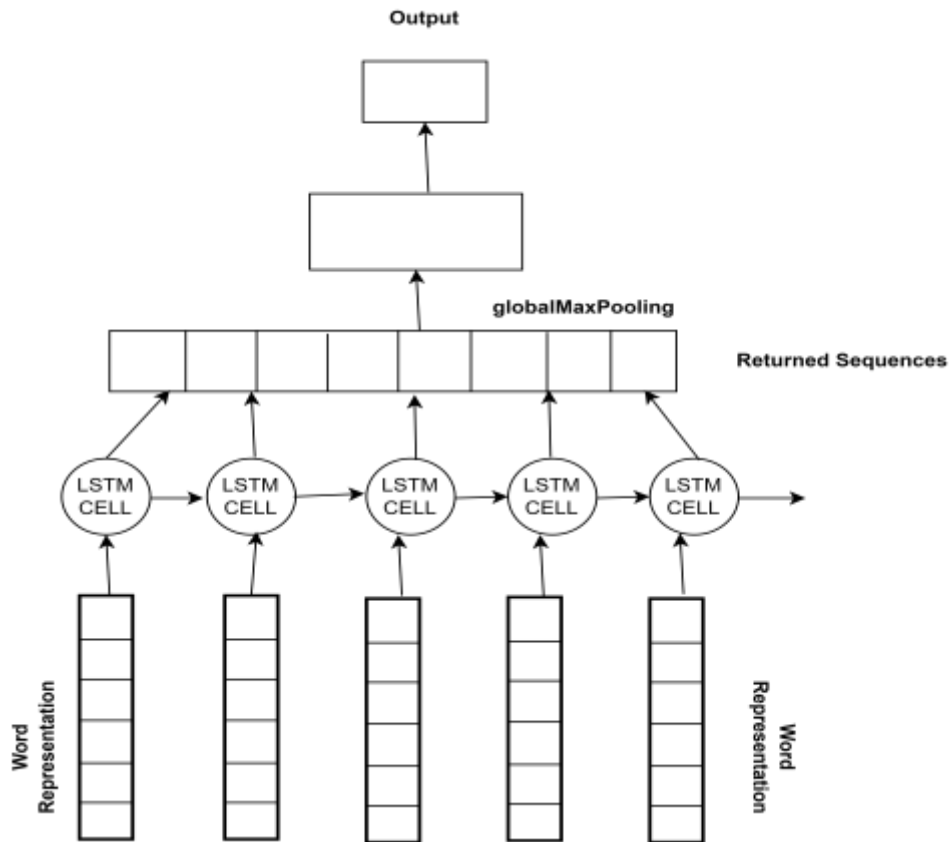 Output
globalMaxPooling
Returned Sequences
LSTM
CELL
LSTM
CELL
LSTM
CELL
LSTM
CELL
LSTM
CELL
Word
Representation
Word
Representation